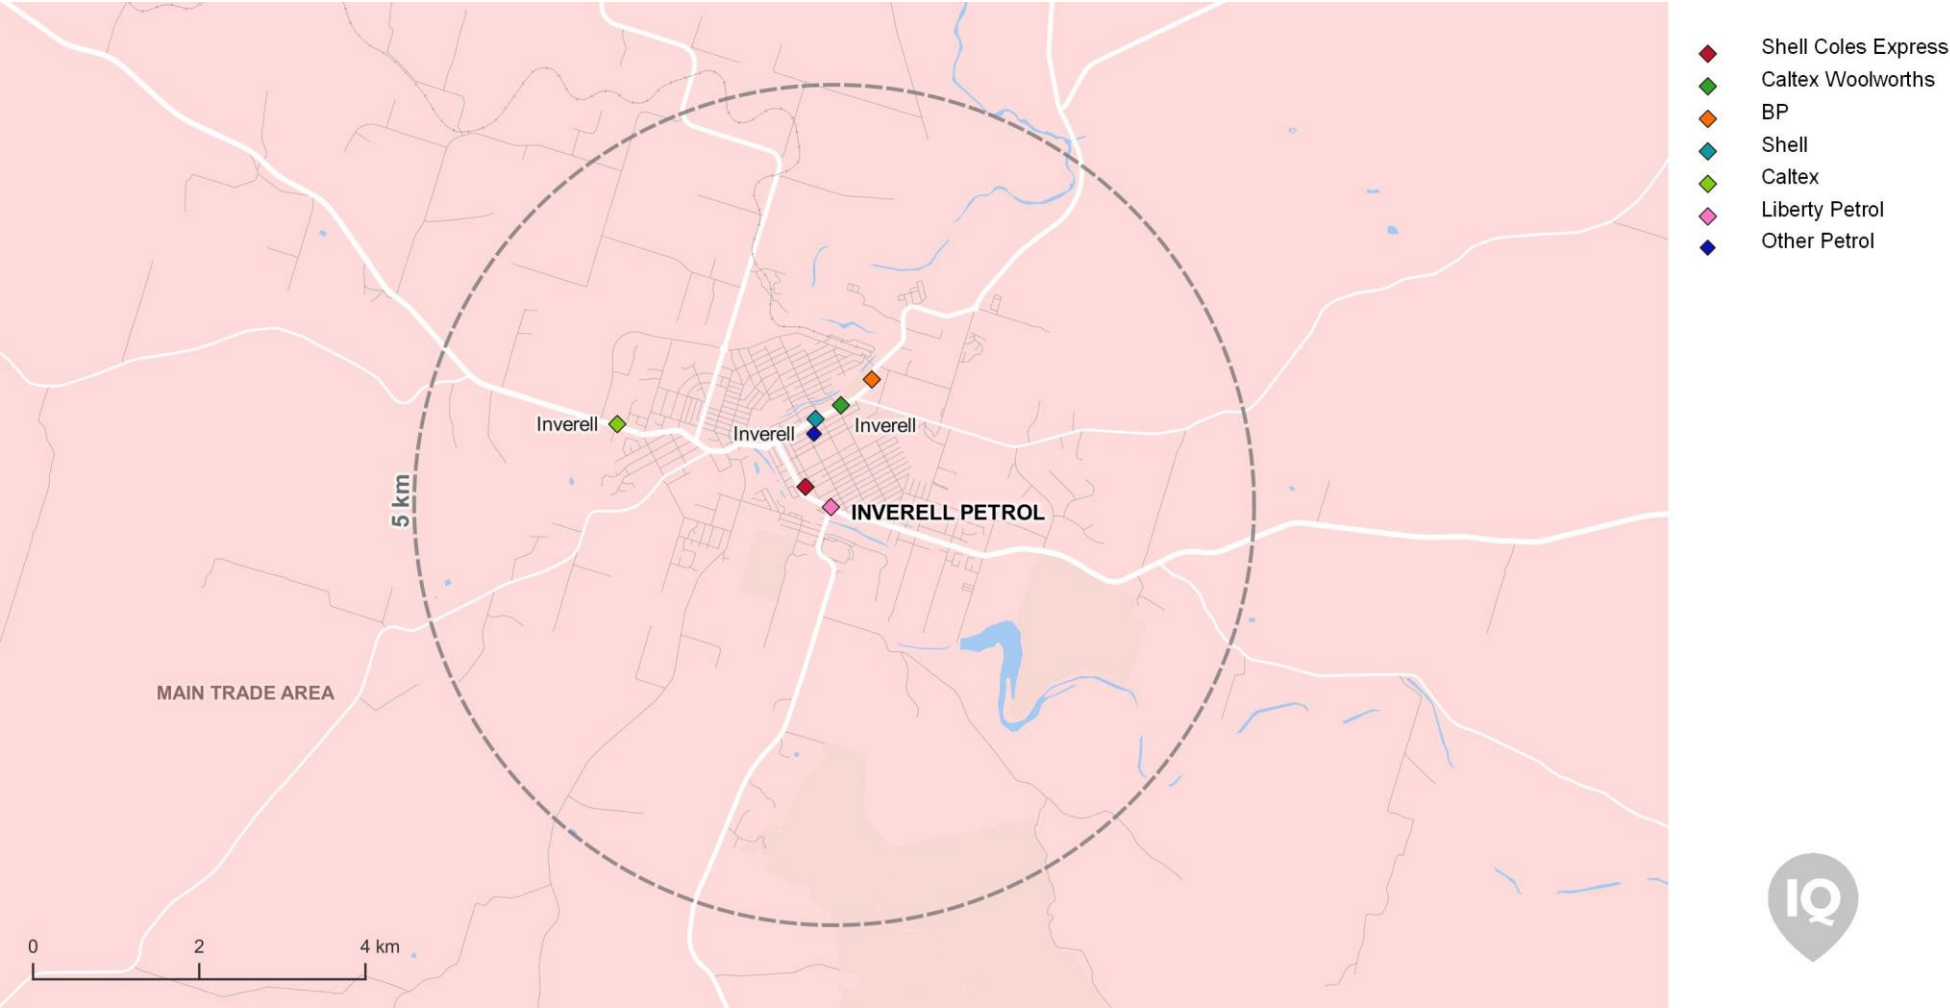 Shell Coles Express
Caltex Woolworths
BP
Shell
Caltex
Liberty Petrol
Other Petrol
Inverell
Inverell
Inverell
5 km
INVERELL PETROL
MAIN TRADE AREA
0 2 4 km
IQ